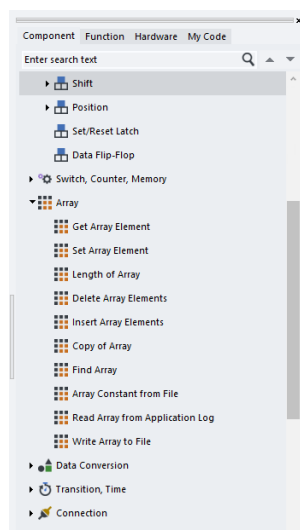 Component Function Hardware My Code
Enter search text
Shift
Position
Set/Reset Latch
Data Flip-Flop
Switch, Counter, Memory
Array
Get Array Element
Set Array Element
Length of Array
Delete Array Elements
Insert Array Elements
Copy of Array
Find Array
Array Constant from File
Read Array from Application Log
Write Array to File
Data Conversion
Transition, Time
Connection